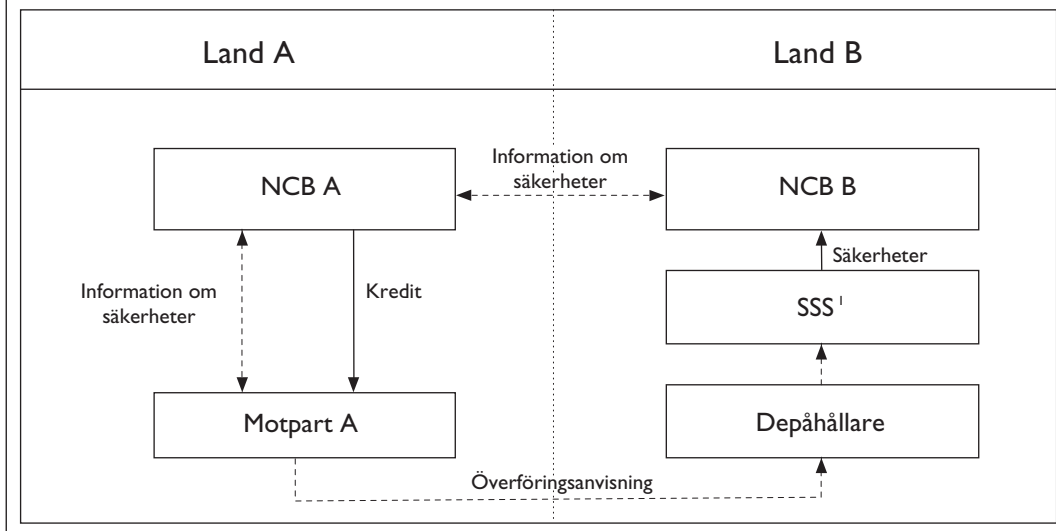 Land A
Land B
Information om
säkerheter
NCB A
NCB B
Säkerheter
Information om
säkerheter
Kredit
SSS¹
Motpart A
Depåhållare
Överföringsanvisning